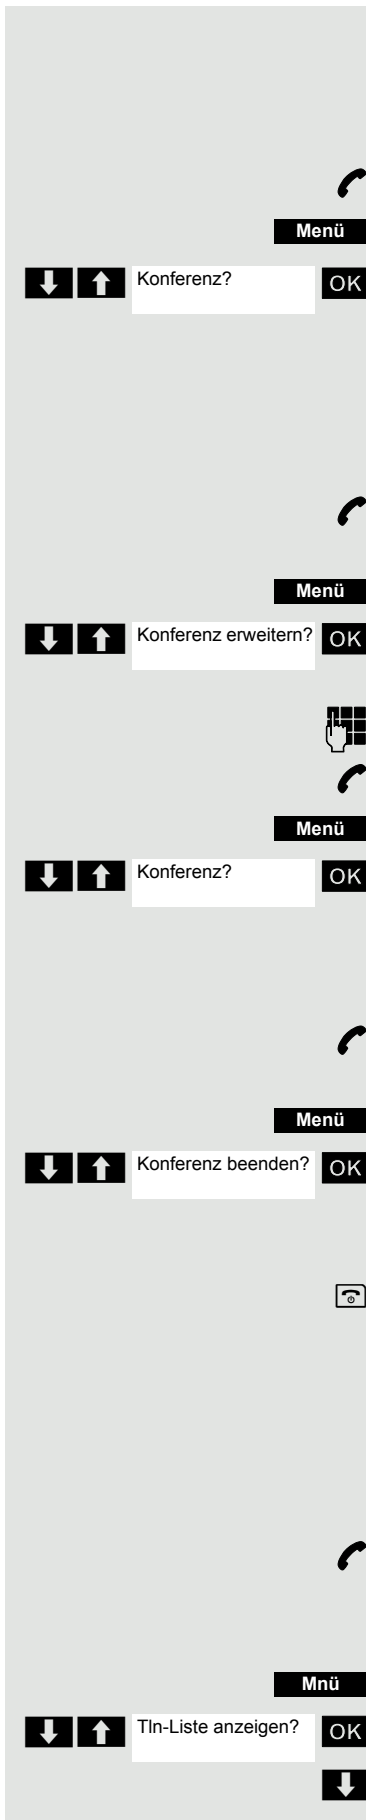 Menü
Konferenz? OK
Menü
Konferenz erweitern? OK
Menü
Konferenz? OK
Menü
Konferenz beenden? OK
Mnü
Tln-Liste anzeigen? OK